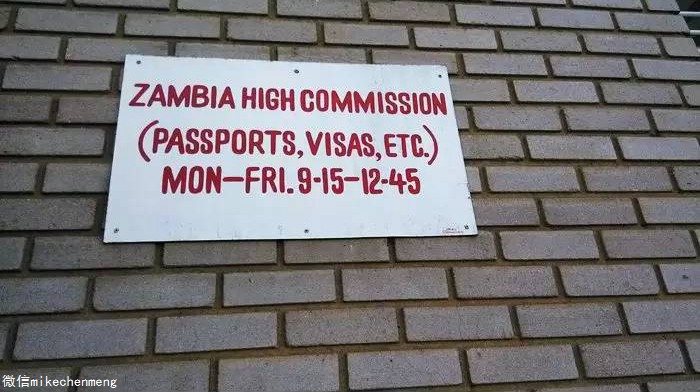 ZAMBIA HIGH COMMISSION
(PASSPORTS, VISAS, ETC.)
MON—FRI. 9-15—12-45
微信mikechenmeng